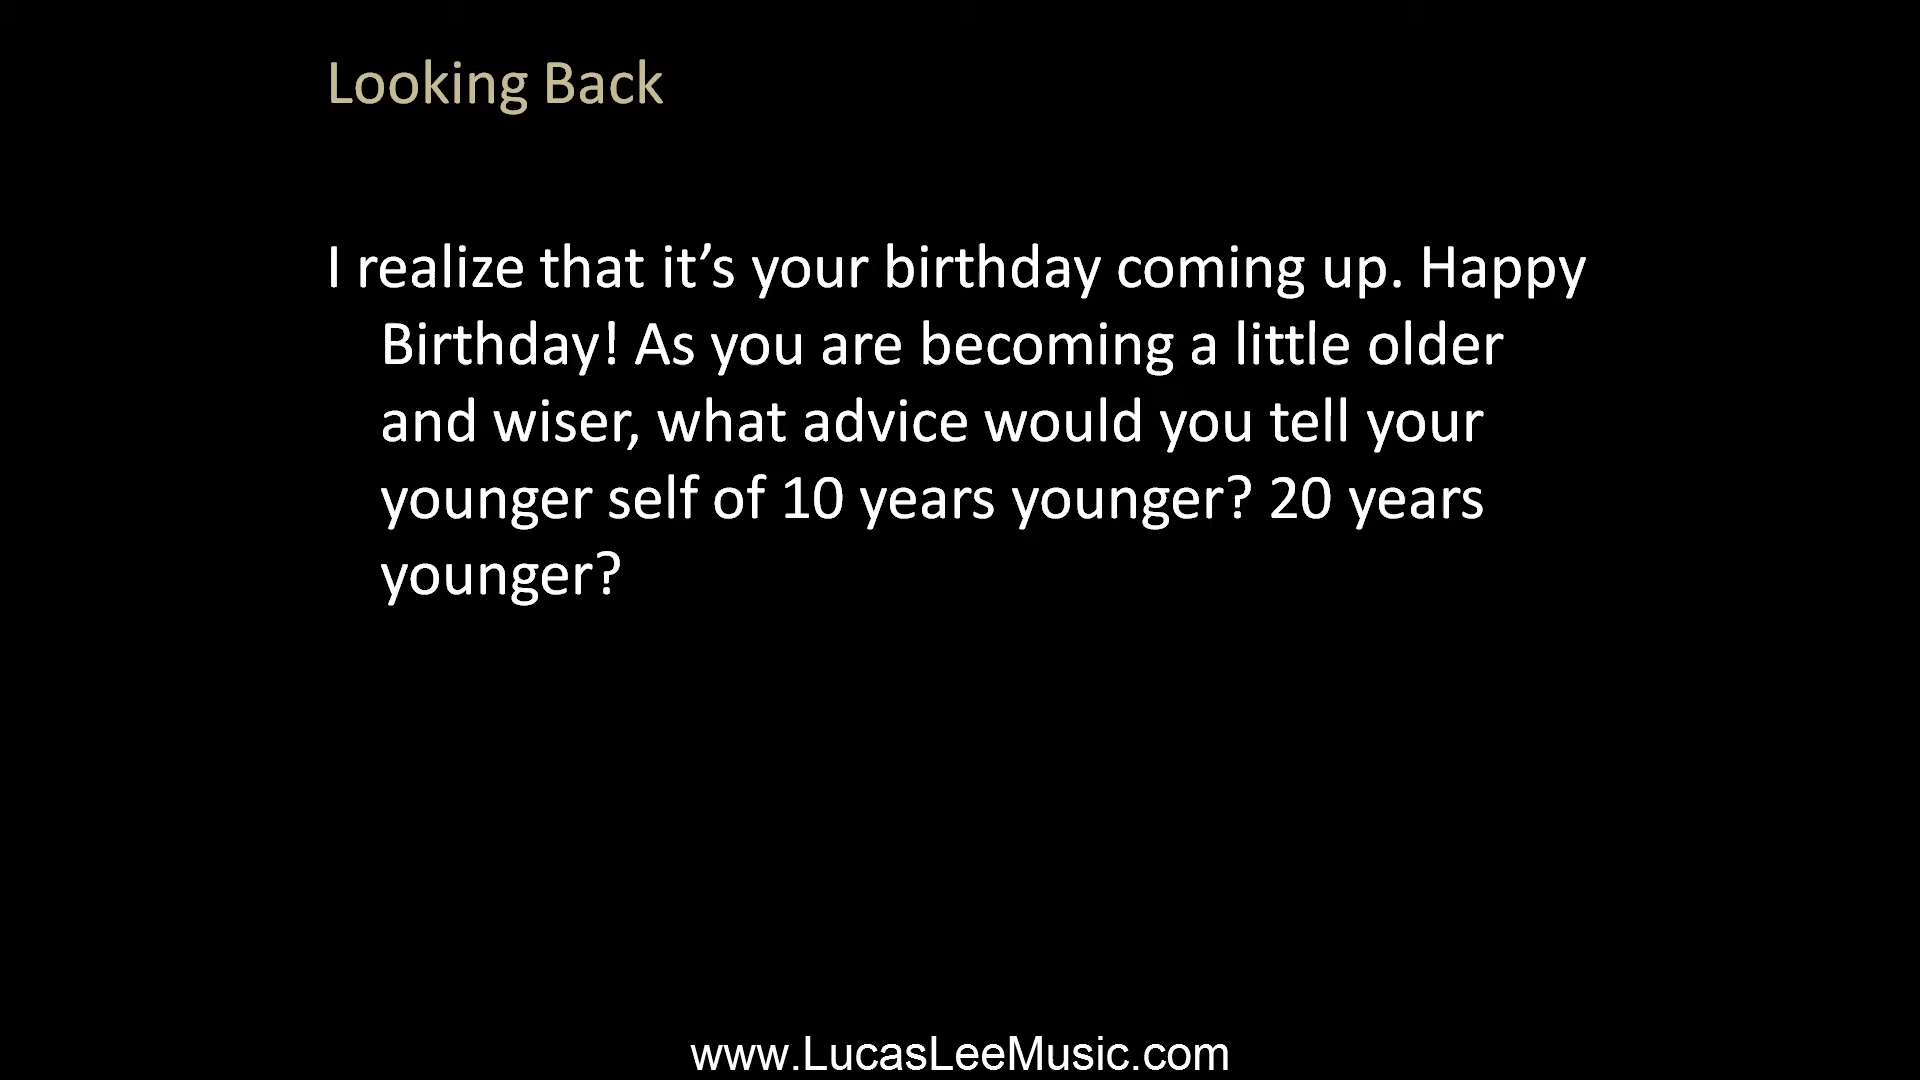 Looking Back
I realize that it’s your birthday coming up. Happy
Birthday! As you are becoming a little older
and wiser, what advice would you tell your
younger self of 10 years younger? 20 years
younger?
www.LucasLeeMusic.com